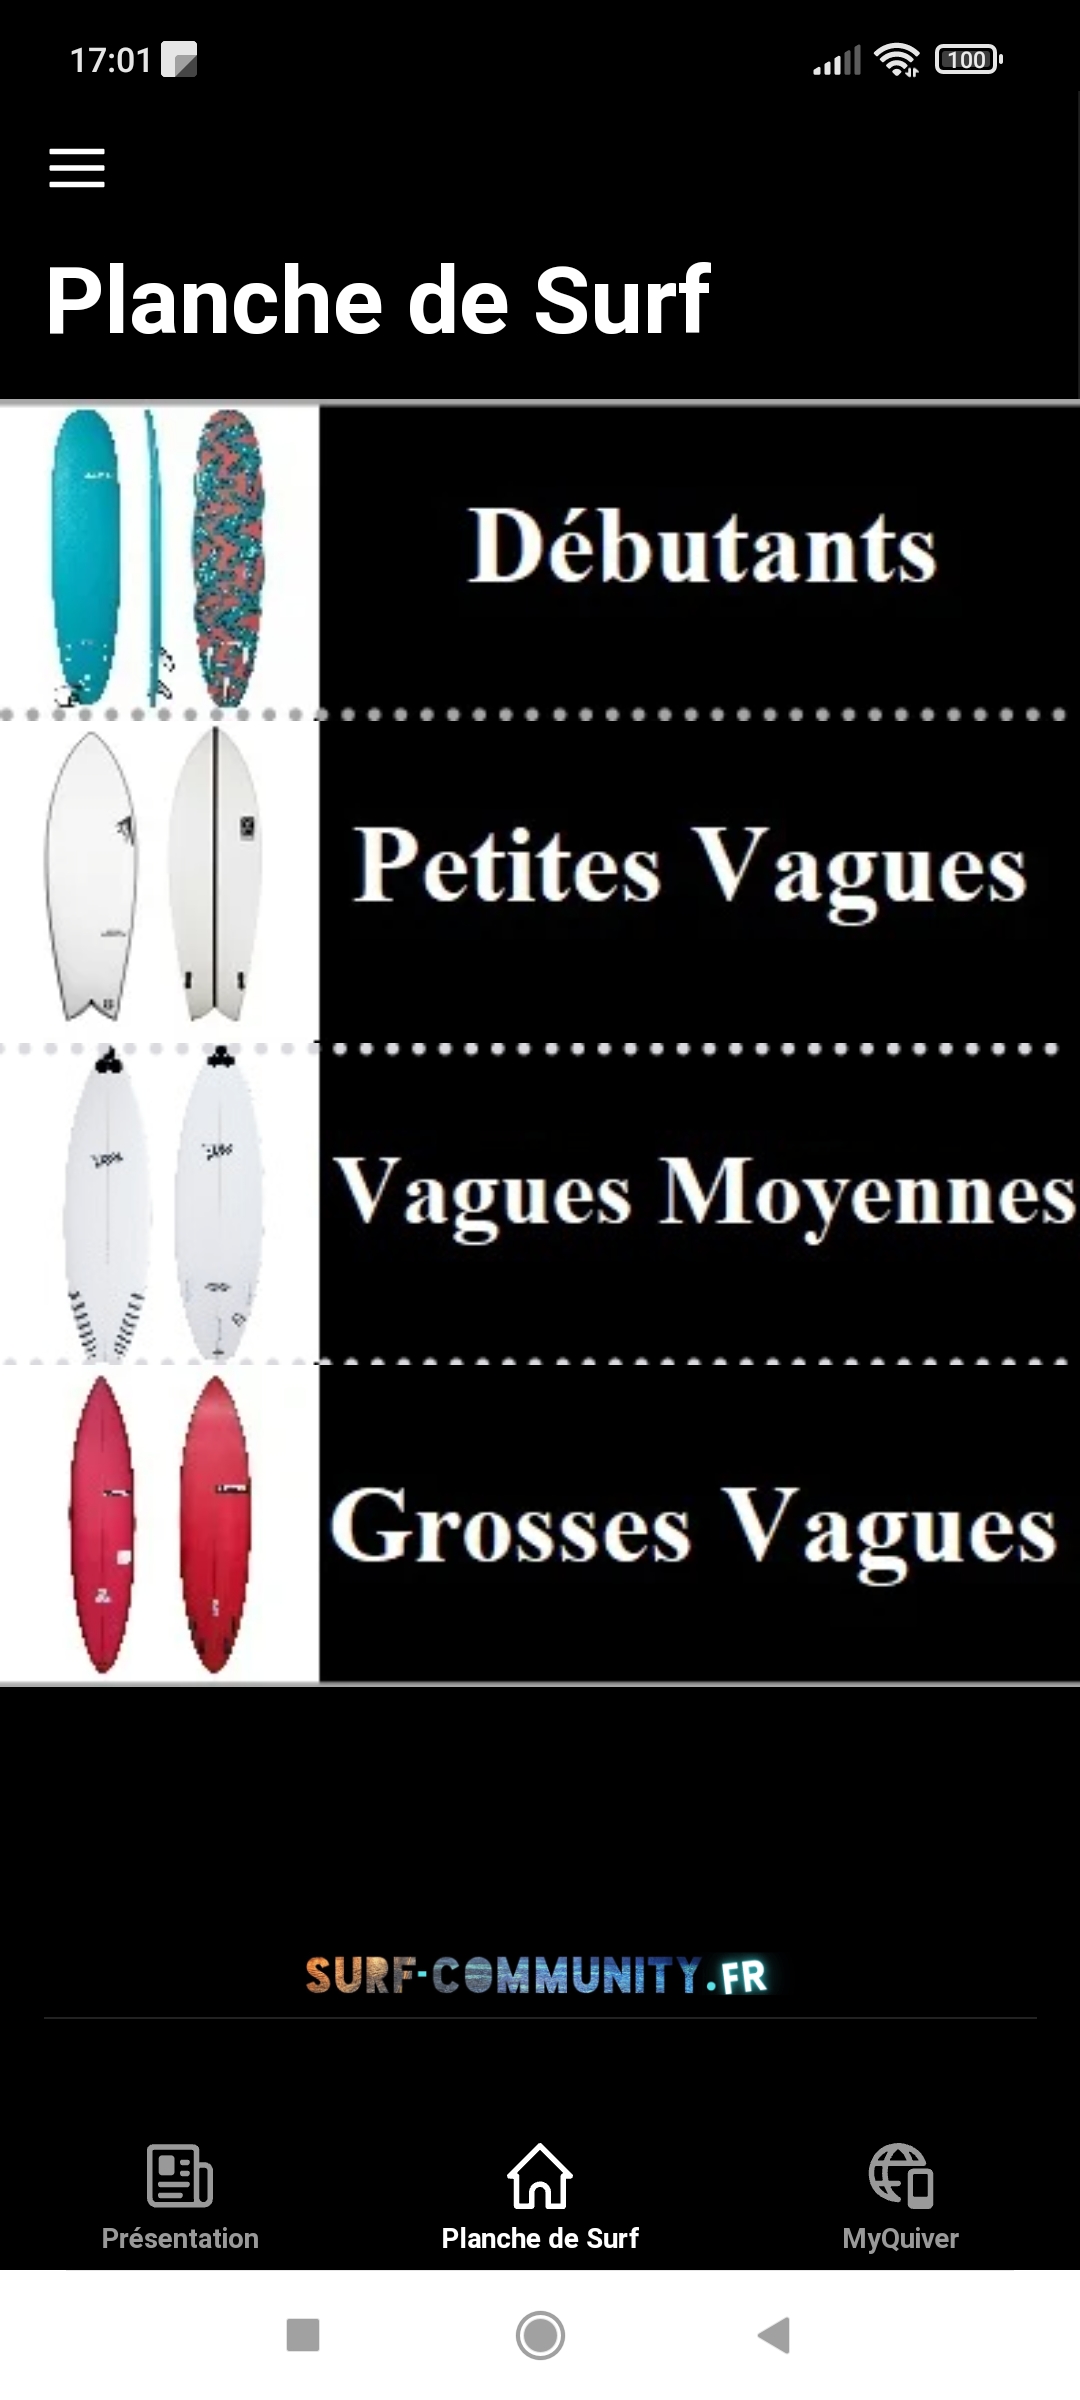 17:01
100
Planche de Surf
Débutants
Petites Vagues
Vagues Moyennes
Grosses Vagues
SURF-COMMUNITY.FR
Présentation
Planche de Surf
MyQuiver